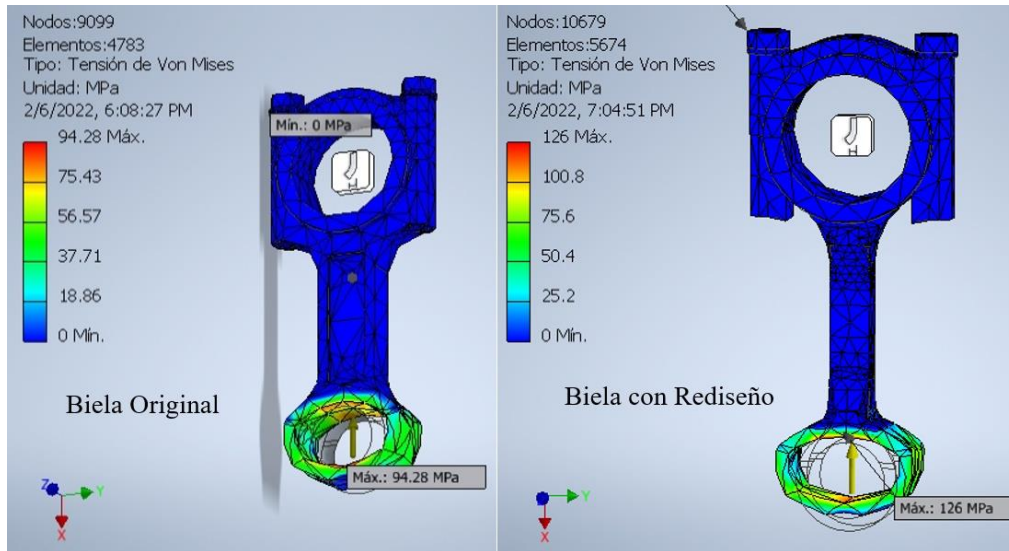 Nodos:9099
Elementos:4783
Tipo: Tensión de Von Mises
Unidad: MPa
2/6/2022, 6:08:27 PM
94.28 Máx.
75.43
56.57
37.71
18.86
0 Mín.
Mín.: 0 MPa
Máx.: 94.28 MPa
Biela Original
Z
Y
X
Nodos:10679
Elementos:5674
Tipo: Tensión de Von Mises
Unidad: MPa
2/6/2022, 7:04:51 PM
126 Máx.
100.8
75.6
50.4
25.2
0 Mín.
Máx.: 126 MPa
Biela con Rediseño
Y
X